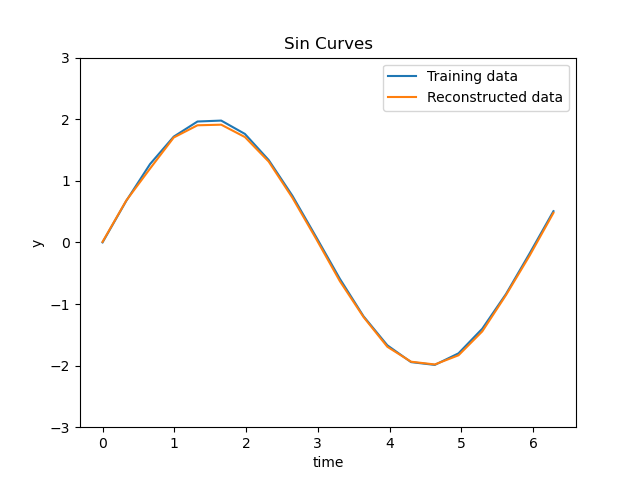 Sin Curves
Training data
Reconstructed data
3
2
1
0
−1
−2
−3
y
0 1 2 3 4 5 6
time